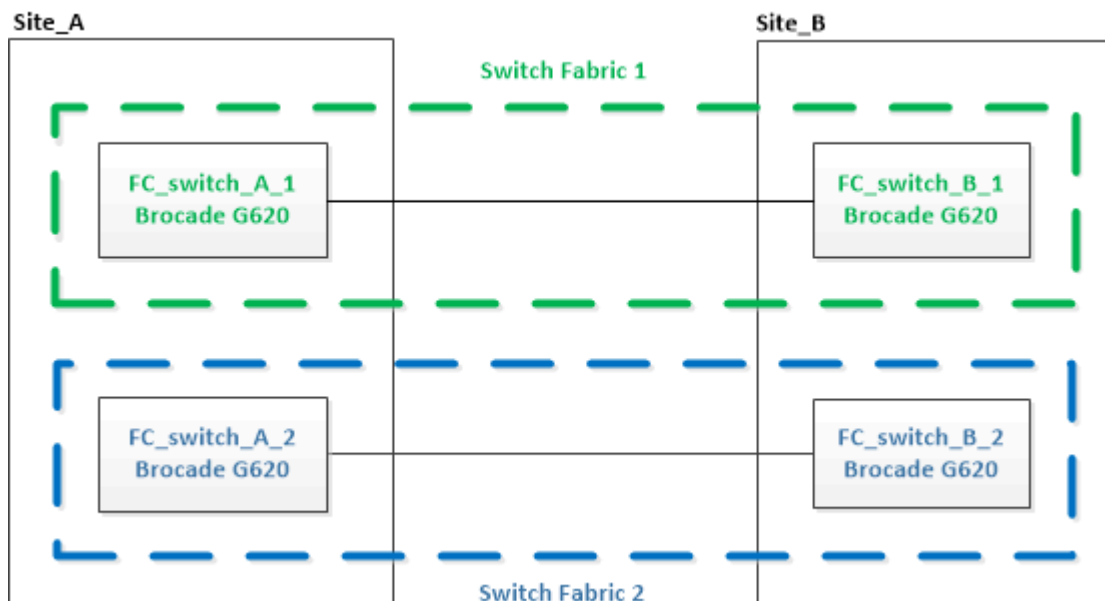 Site_A
Site_B
Switch Fabric 1
FC_switch_A_1
Brocade G620
FC_switch_B_1
Brocade G620
FC_switch_A_2
Brocade G620
FC_switch_B_2
Brocade G620
Switch Fabric 2